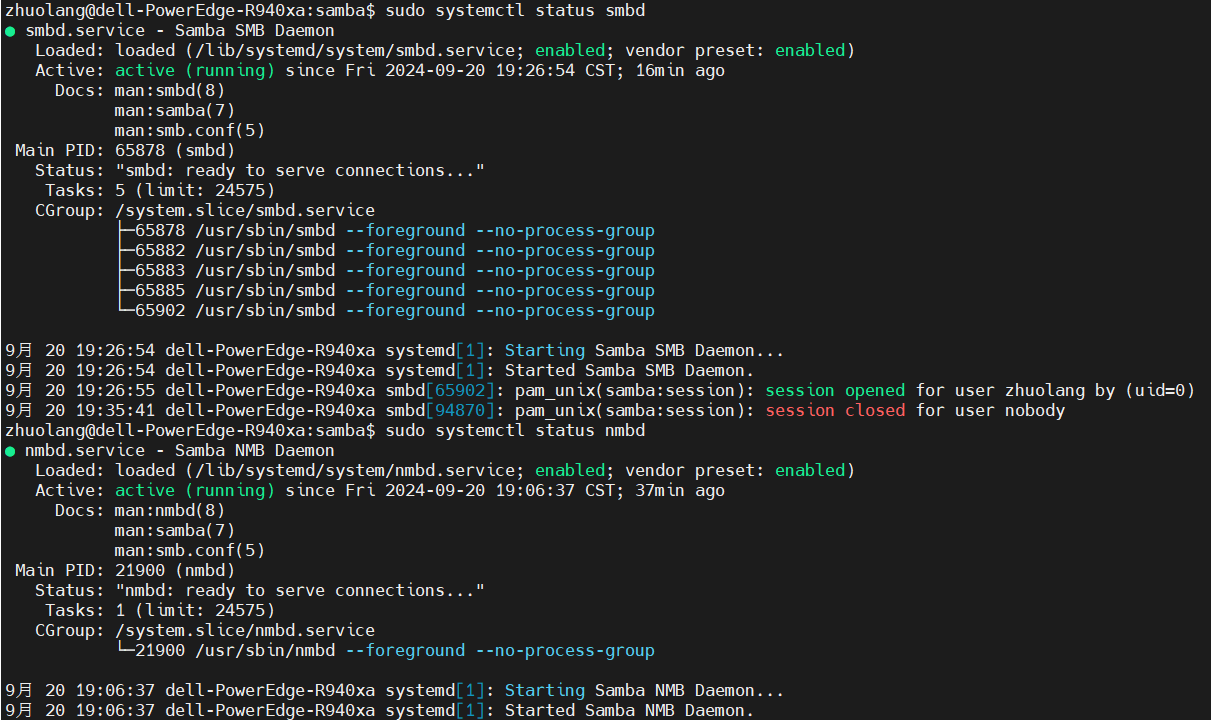 zhuolang@dell-PowerEdge-R940xa:samba$ sudo systemctl status smbd
● smbd.service - Samba SMB Daemon
   Loaded: loaded (/lib/systemd/system/smbd.service; enabled; vendor preset: enabled)
   Active: active (running) since Fri 2024-09-20 19:26:54 CST; 16min ago
     Docs: man:smbd(8)
           man:samba(7)
           man:smb.conf(5)
 Main PID: 65878 (smbd)
   Status: "smbd: ready to serve connections..."
    Tasks: 5 (limit: 24575)
   CGroup: /system.slice/smbd.service
           ├─65878 /usr/sbin/smbd --foreground --no-process-group
           ├─65882 /usr/sbin/smbd --foreground --no-process-group
           ├─65883 /usr/sbin/smbd --foreground --no-process-group
           ├─65885 /usr/sbin/smbd --foreground --no-process-group
           └─65902 /usr/sbin/smbd --foreground --no-process-group

9月 20 19:26:54 dell-PowerEdge-R940xa systemd[1]: Starting Samba SMB Daemon...
9月 20 19:26:54 dell-PowerEdge-R940xa systemd[1]: Started Samba SMB Daemon.
9月 20 19:26:55 dell-PowerEdge-R940xa smbd[65902]: pam_unix(samba:session): session opened for user zhuolang by (uid=0)
9月 20 19:35:41 dell-PowerEdge-R940xa smbd[94870]: pam_unix(samba:session): session closed for user nobody
zhuolang@dell-PowerEdge-R940xa:samba$ sudo systemctl status nmbd
● nmbd.service - Samba NMB Daemon
   Loaded: loaded (/lib/systemd/system/nmbd.service; enabled; vendor preset: enabled)
   Active: active (running) since Fri 2024-09-20 19:06:37 CST; 37min ago
     Docs: man:nmbd(8)
           man:samba(7)
           man:smb.conf(5)
 Main PID: 21900 (nmbd)
   Status: "nmbd: ready to serve connections..."
    Tasks: 1 (limit: 24575)
   CGroup: /system.slice/nmbd.service
           └─21900 /usr/sbin/nmbd --foreground --no-process-group

9月 20 19:06:37 dell-PowerEdge-R940xa systemd[1]: Starting Samba NMB Daemon...
9月 20 19:06:37 dell-PowerEdge-R940xa systemd[1]: Started Samba NMB Daemon.